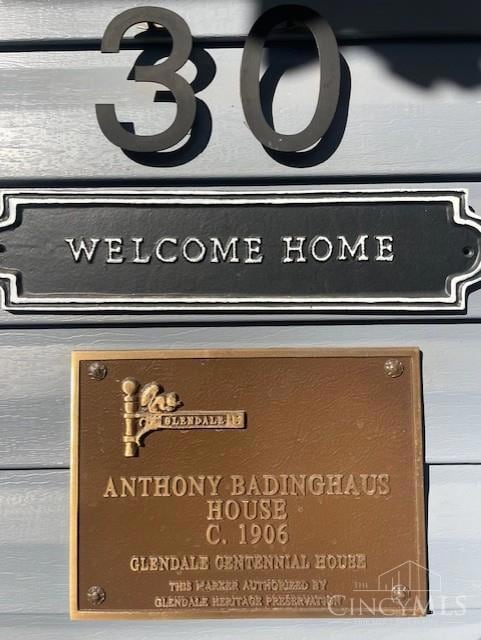 30
WELCOME HOME
GLENDALE
ANTHONY BADINGHAUS
HOUSE
C. 1906
GLENDALE CENTENNIAL HOUSE
THIS MARKER AUTHORIZED BY
GLENDALE HERITAGE PRESERVATION
THE
CINCYMLS